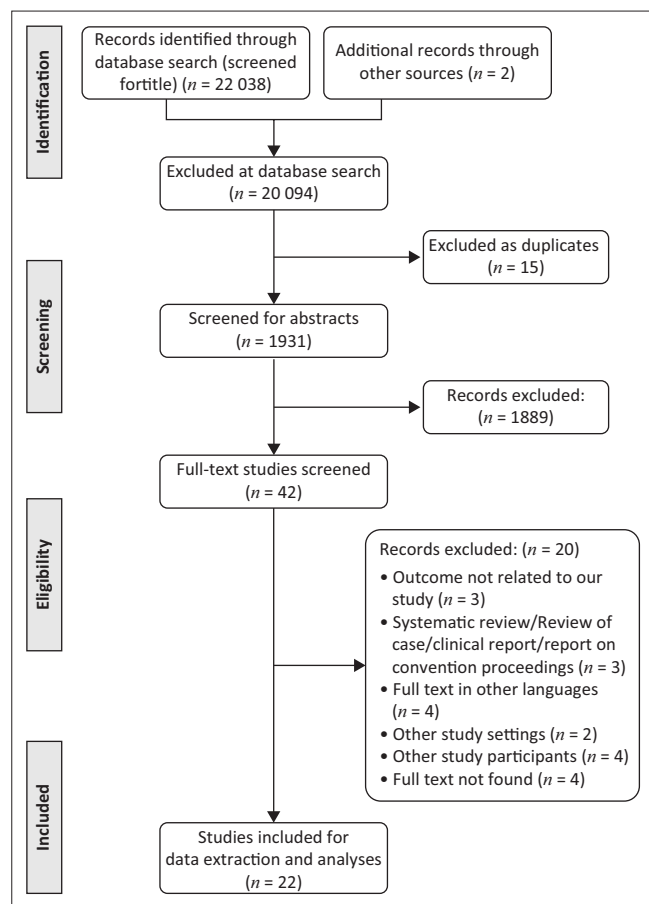 Identification
Records identified through
database search (screened
fortitle) (n = 22 038)
Additional records through
other sources (n = 2)
Excluded at database search
(n = 20 094)
Excluded as duplicates
(n = 15)
Screening
Screened for abstracts
(n = 1931)
Records excluded:
(n = 1889)
Full-text studies screened
(n = 42)
Eligibility
Records excluded: (n = 20)
• Outcome not related to our
study (n = 3)
• Systematic review/Review of
case/clinical report/report on
convention proceedings (n = 3)
• Full text in other languages
(n = 4)
• Other study settings (n = 2)
• Other study participants (n = 4)
• Full text not found (n = 4)
Included
Studies included for
data extraction and analyses
(n = 22)